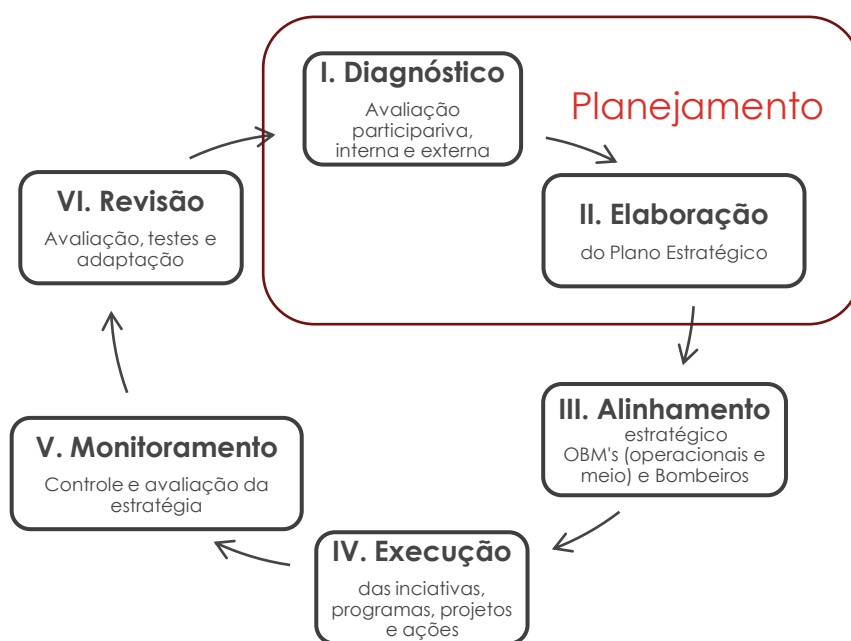 I. Diagnóstico
Avaliação
participariva,
interna e externa
Planejamento
II. Elaboração
do Plano Estratégico
III. Alinhamento
estratégico
OBM's (operacionais e
meio) e Bombeiros
IV. Execução
das inciativas,
programas, projetos
e ações
V. Monitoramento
Controle e avaliação da
estratégia
VI. Revisão
Avaliação, testes e
adaptação